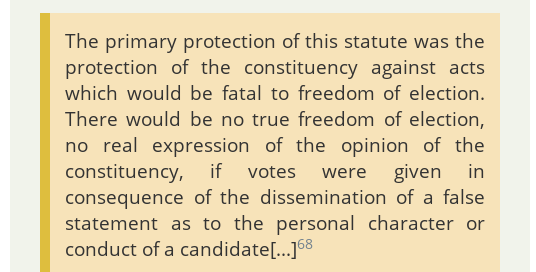 The primary protection of this statute was the
protection of the constituency against acts
which would be fatal to freedom of election.
There would be no true freedom of election,
no real expression of the opinion of the
constituency, if votes were given in
consequence of the dissemination of a false
statement as to the personal character or
conduct of a candidate[...]68